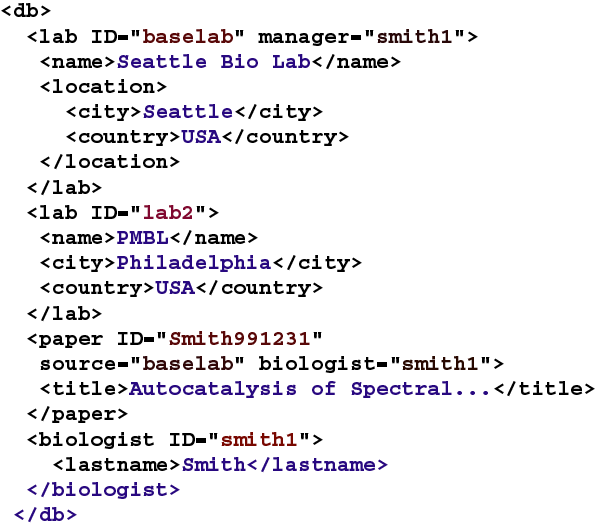 <db>
<lab ID="baselab" manager="smith1">
<name>Seattle Bio Lab</name>
<location>
<city>Seattle</city>
<country>USA</country>
</location>
</lab>
<lab ID="lab2">
<name>PMBL</name>
<city>Philadelphia</city>
<country>USA</country>
</lab>
<paper ID="Smith991231"
source="baselab" biologist="smith1">
<title>Autocatalysis of Spectral...</title>
</paper>
<biologist ID="smith1">
<lastname>Smith</lastname>
</biologist>
</db>